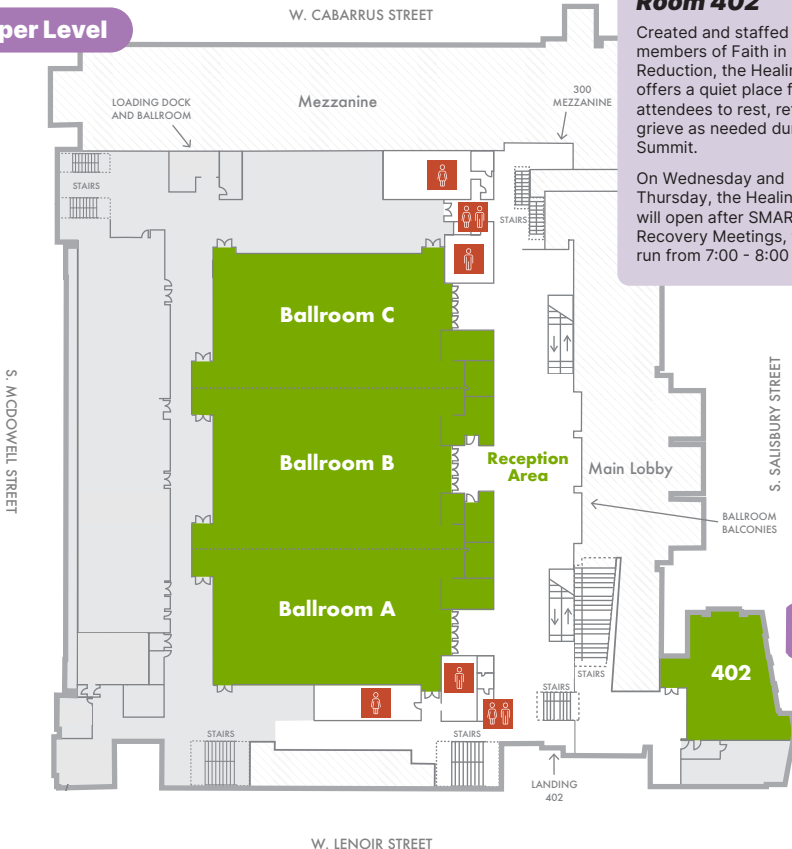 per Level
W. CABARRUS STREET
Room 402
Created and staffed
members of Faith in
Reduction, the Healin
offers a quiet place f
attendees to rest, re
grieve as needed du
Summit.
On Wednesday and
Thursday, the Healin
will open after SMAR
Recovery Meetings,
run from 7:00 - 8:00
LOADING DOCK
AND BALLROOM
Mezzanine
300
MEZZANINE
STAIRS
STAIRS
Ballroom C
S. MCDOWELL STREET
S. SALISBURY STREET
Ballroom B
Reception
Area
Main Lobby
BALLROOM
BALCONIES
Ballroom A
402
STAIRS
STAIRS
STAIRS
STAIRS
LANDING
402
W. LENOIR STREET